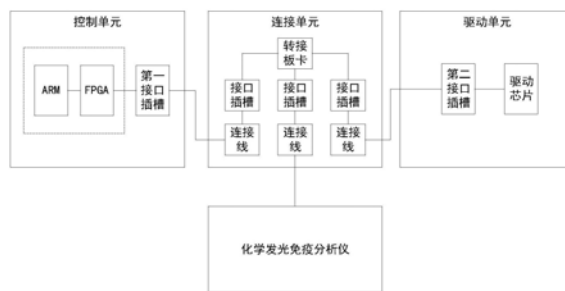 控制单元
连接单元
驱动单元
ARM
FPGA
第一
接口
插槽
转接
板卡
接口
插槽
接口
插槽
接口
插槽
连接
线
连接
线
连接
线
第二
接口
插槽
驱动
芯片
化学发光免疫分析仪